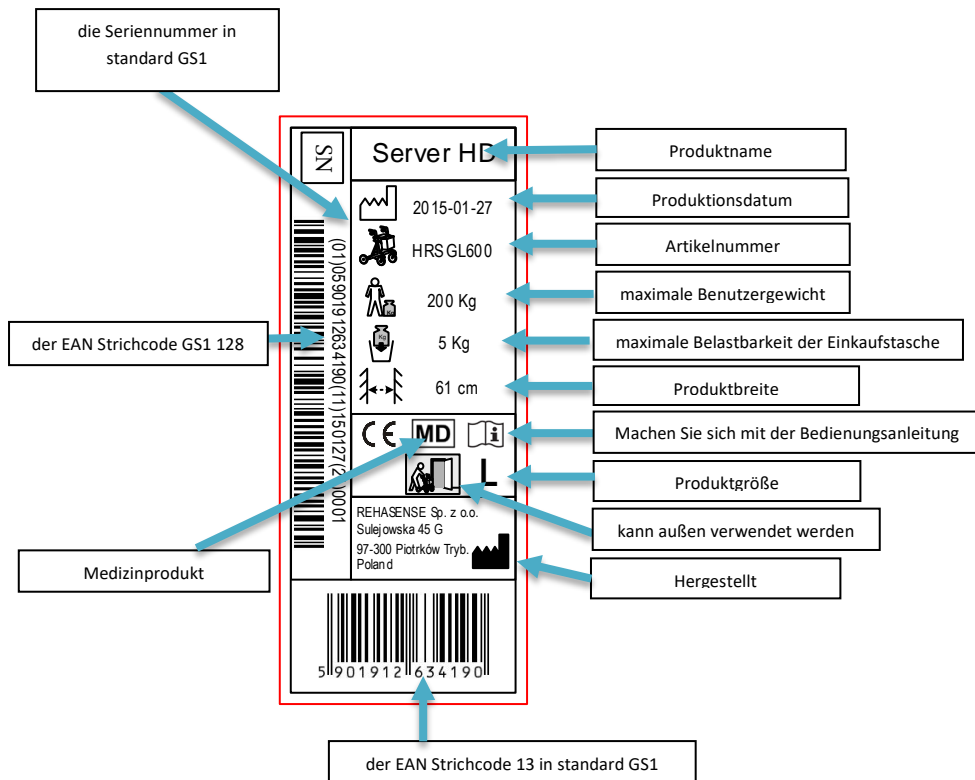 die Seriennummer in
standard GS1
SN
Server HD
Produktname
2015-01-27
Produktionsdatum
HRSGL600
Artikelnummer
200 Kg
maximale Benutzergewicht
Kg
5 Kg
maximale Belastbarkeit der Einkaufstasche
61 cm
Produktbreite
der EAN Strichcode GS1 128
(01)05901912634190(11)150127(21)0001
CE MD i
Machen Sie sich mit der Bedienungsanleitung
L
Produktgröße
REHASENSE Sp. z o.o.
Sulejowska 45 G
97-300 Piotrków Tryb.
Poland
kann außen verwendet werden
Medizinprodukt
Hergestellt
5 901912 634190
der EAN Strichcode 13 in standard GS1